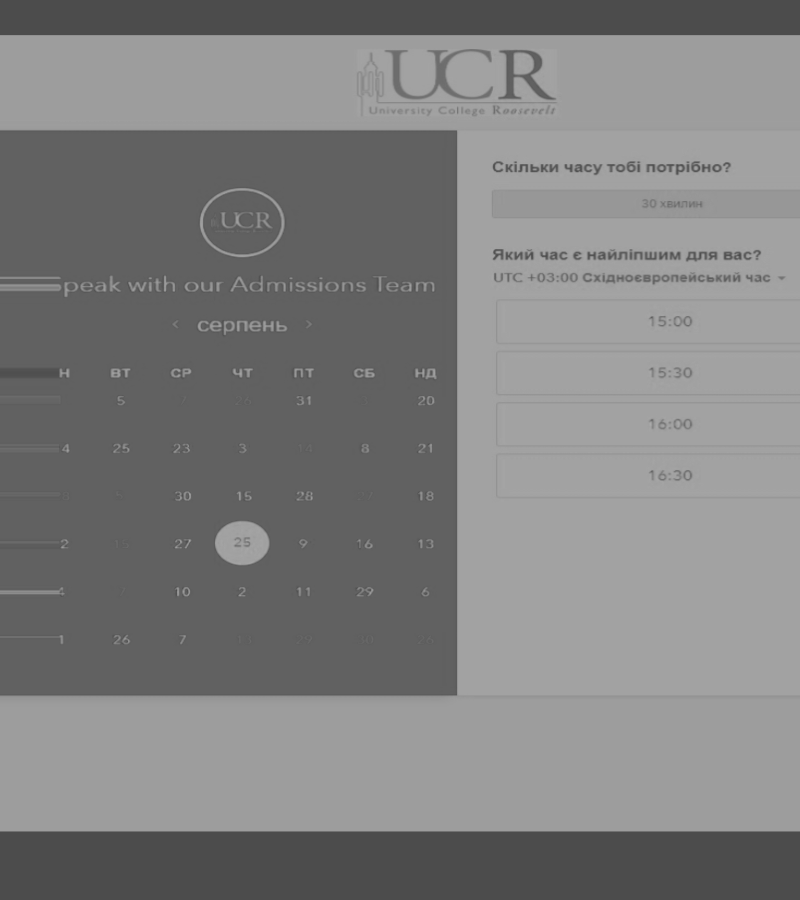 UCR
University College Roosevelt
UCR
peak with our Admissions Team
‹ серпень ›
Н ВТ СР ЧТ ПТ СБ НД
5 31 20
4 25 23 3 14 8 21
30 15 28 18
2 27 25 9 16 13
4 10 2 11 29 6
1 26 7
Скільки часу тобі потрібно?
30 хвилин
Який час є найліпшим для вас?
UTC +03:00 Східноєвропейський час
15:00
15:30
16:00
16:30